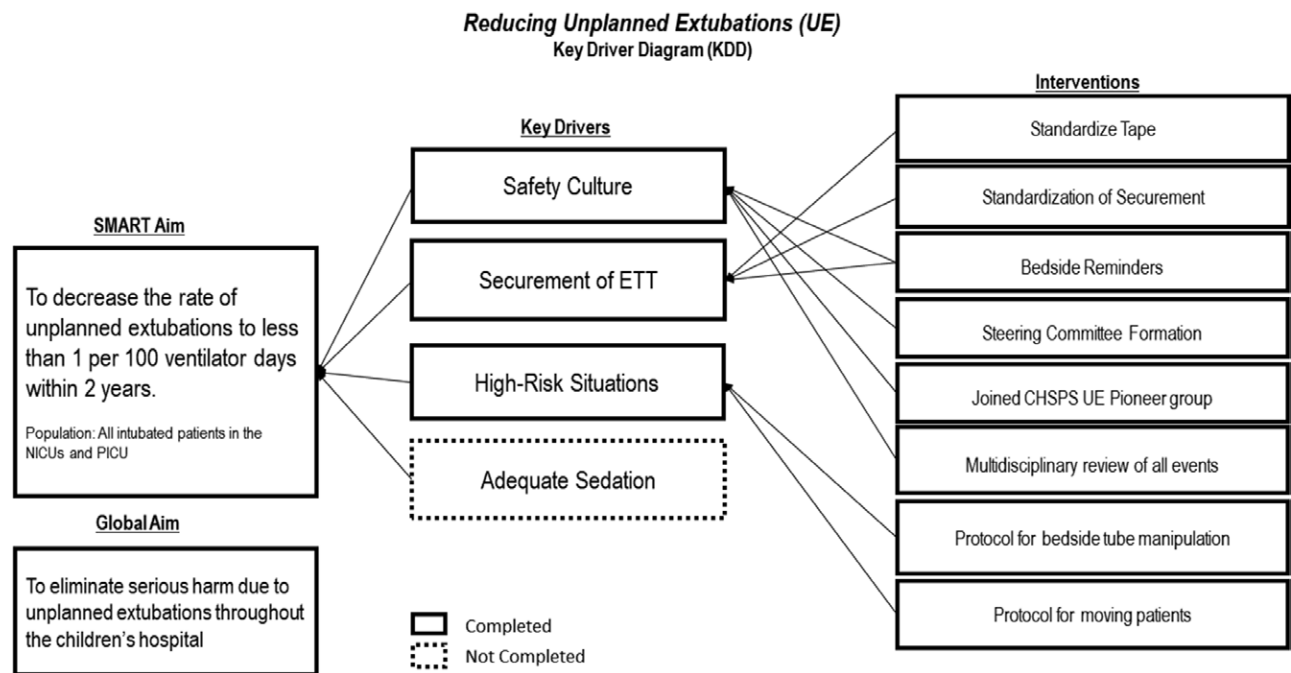 Reducing Unplanned Extubations (UE)
Key Driver Diagram (KDD)
SMART Aim
To decrease the rate of
unplanned extubations to less
than 1 per 100 ventilator days
within 2 years.
Population: All intubated patients in the
NICUs and PICU
Global Aim
To eliminate serious harm due to
unplanned extubations throughout
the children's hospital
Key Drivers
Safety Culture
Securement of ETT
High-Risk Situations
Adequate Sedation
Completed
Not Completed
Interventions
Standardize Tape
Standardization of Securement
Bedside Reminders
Steering Committee Formation
Joined CHSPS UE Pioneer group
Multidisciplinary review of all events
Protocol for bedside tube manipulation
Protocol for moving patients